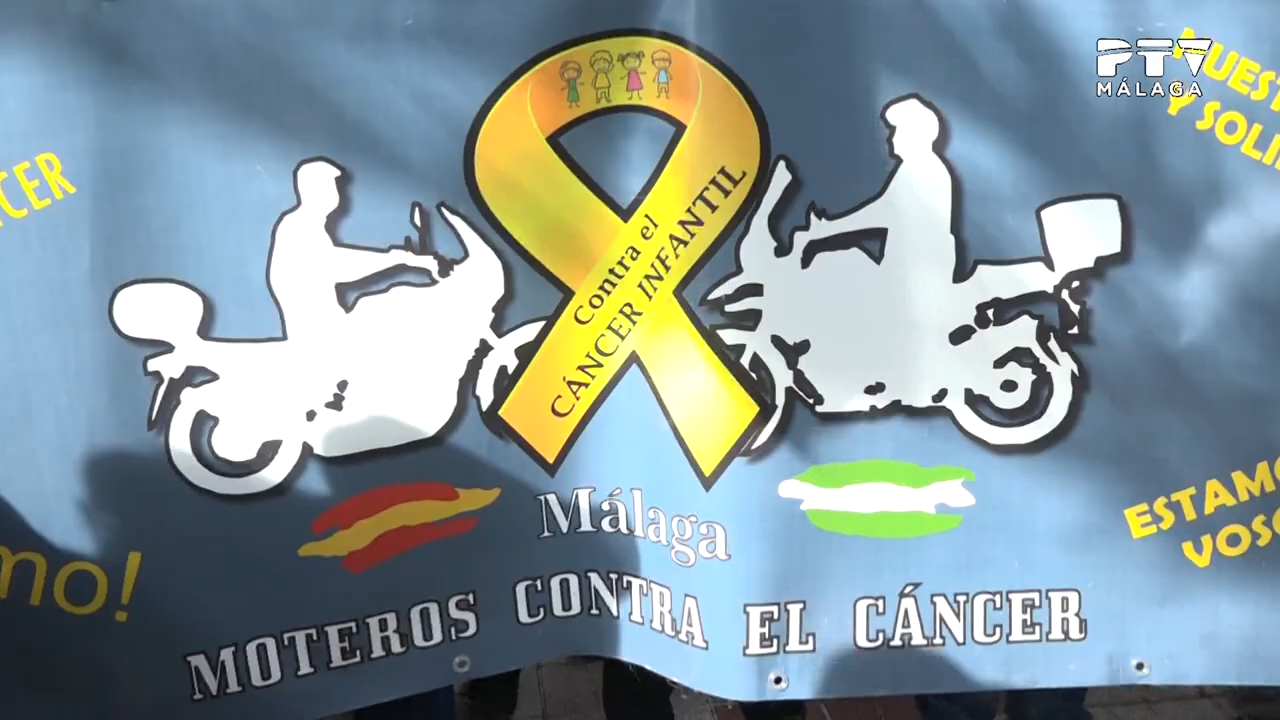 PTV
MÁLAGA
Y
Contra el
CÁNCER INFANTIL
Málaga
MOTEROS CONTRA EL CÁNCER